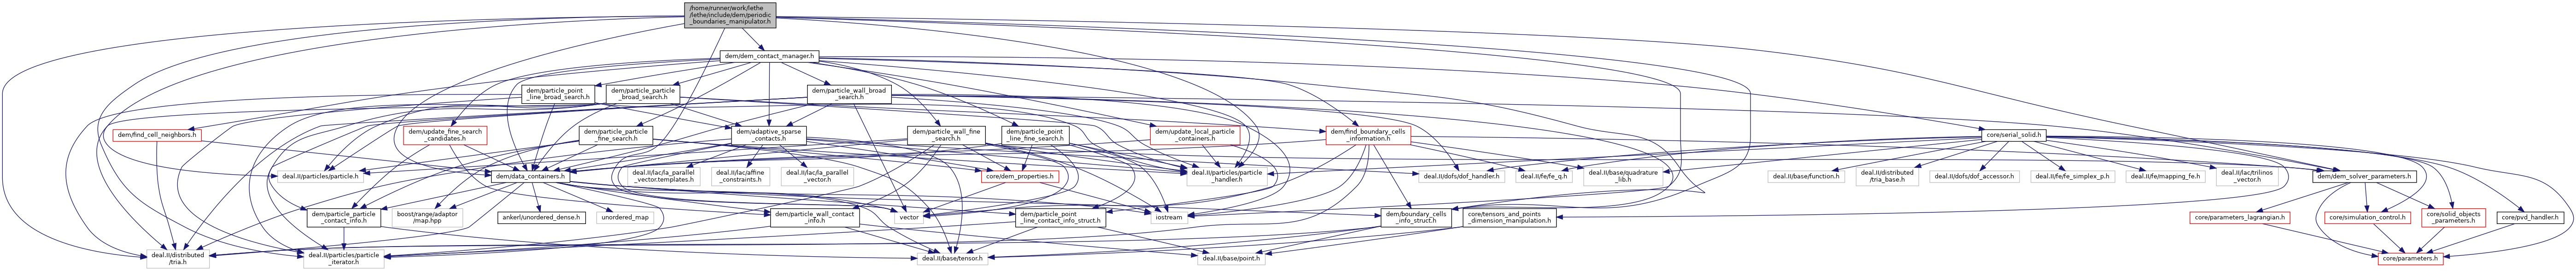 /home/runner/work/lethe
/lethe/include/dem/periodic
_boundaries_manipulator.h
dem/dem_contact_manager.h
dem/particle_point
_line_broad_search.h
dem/particle_particle
_broad_search.h
dem/particle_wall_broad
_search.h
dem/find_cell_neighbors.h
dem/update_fine_search
_candidates.h
dem/particle_particle
_fine_search.h
dem/adaptive_sparse
_contacts.h
dem/particle_wall_fine
_search.h
dem/particle_point
_line_fine_search.h
dem/update_local_particle
_containers.h
dem/find_boundary_cells
_information.h
core/serial_solid.h
deal.II/particles/particle.h
dem/data_containers.h
deal.II/lac/la_parallel
_vector.templates.h
deal.II/lac/affine
_constraints.h
deal.II/lac/la_parallel
_vector.h
core/dem_properties.h
deal.II/particles/particle
_handler.h
deal.II/dofs/dof_handler.h
deal.II/fe/fe_q.h
deal.II/base/quadrature
_lib.h
deal.II/base/function.h
deal.II/distributed
/tria_base.h
deal.II/dofs/dof_accessor.h
deal.II/fe/fe_simplex_p.h
deal.II/fe/mapping_fe.h
deal.II/lac/trilinos
_vector.h
dem/dem_solver_parameters.h
dem/particle_particle
_contact_info.h
boost/range/adaptor
/map.hpp
ankerl/unordered_dense.h
unordered_map
dem/particle_wall_contact
_info.h
vector
dem/particle_point
_line_contact_info_struct.h
iostream
dem/boundary_cells
_info_struct.h
core/tensors_and_points
_dimension_manipulation.h
core/parameters_lagrangian.h
core/simulation_control.h
core/solid_objects
_parameters.h
core/pvd_handler.h
deal.II/distributed
/tria.h
deal.II/particles/particle
_iterator.h
deal.II/base/tensor.h
deal.II/base/point.h
core/parameters.h